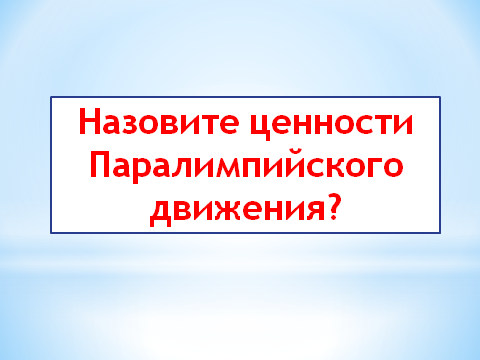 Назовите ценности
Паралимпийского
движения?